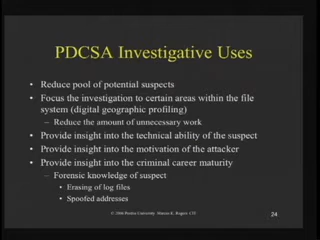 PDCSA Investigative Uses
• Reduce pool of potential suspects
• Focus the investigation to certain areas within the file
system (digital geographic profiling)
– Reduce the amount of unnecessary work
• Provide insight into the technical ability of the suspect
• Provide insight into the motivation of the attacker
• Provide insight into the criminal career maturity
– Forensic knowledge of suspect
• Erasing of log files
• Spoofed addresses
© 2006 Purdue University Marcus K. Rogers
24